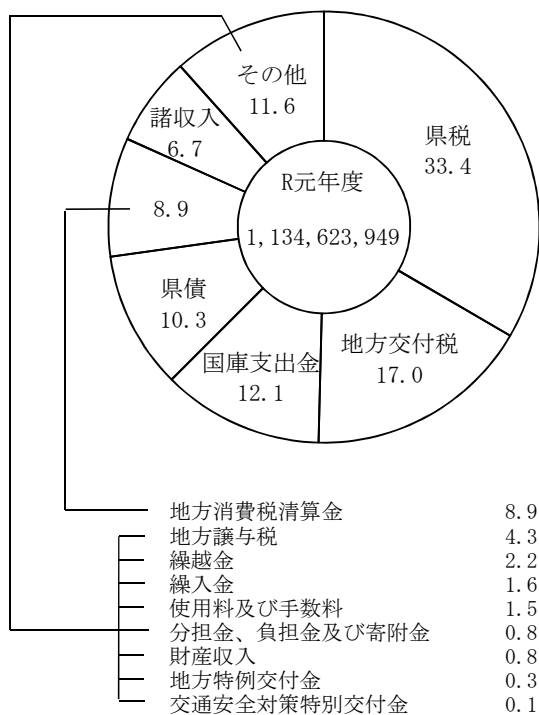 その他
11.6
諸収入
6.7
県税
33.4
R元年度
8.9
1,134,623,949
県債
10.3
地方交付税
17.0
国庫支出金
12.1
地方消費税清算金 8.9
地方譲与税 4.3
繰越金 2.2
繰入金 1.6
使用料及び手数料 1.5
分担金、負担金及び寄附金 0.8
財産収入 0.8
地方特例交付金 0.3
交通安全対策特別交付金 0.1